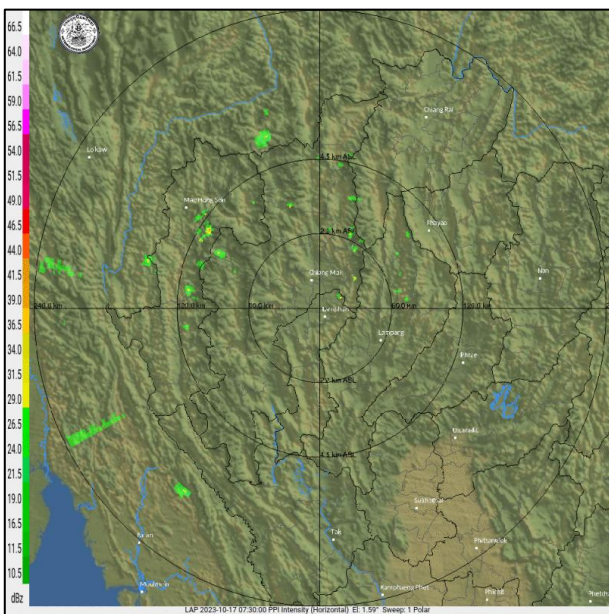 66.5
64.0
61.5
59.0
56.5
54.0
51.5
49.0
46.5
44.0
41.5
39.0
36.5
34.0
31.5
29.0
26.5
24.0
21.5
19.0
16.5
14.0
11.5
10.5
dBz
Chiang Rai
Loikaw
Mae Hong Son
Phayao
Nan
Chiang Mai
240.0 km
120.0 km
60.0 km
120.0 km
Lamphun
Lampang
Phrae
2.2 km ASL
Uttaradit
Sukhothai
Tak
Phitsanulok
Kamphaeng Phet
Phichit
LAP 2023-10-17 07:30:00 PPI Intensity (Horizontal) El: 1.59° Sweep: 1 Polar